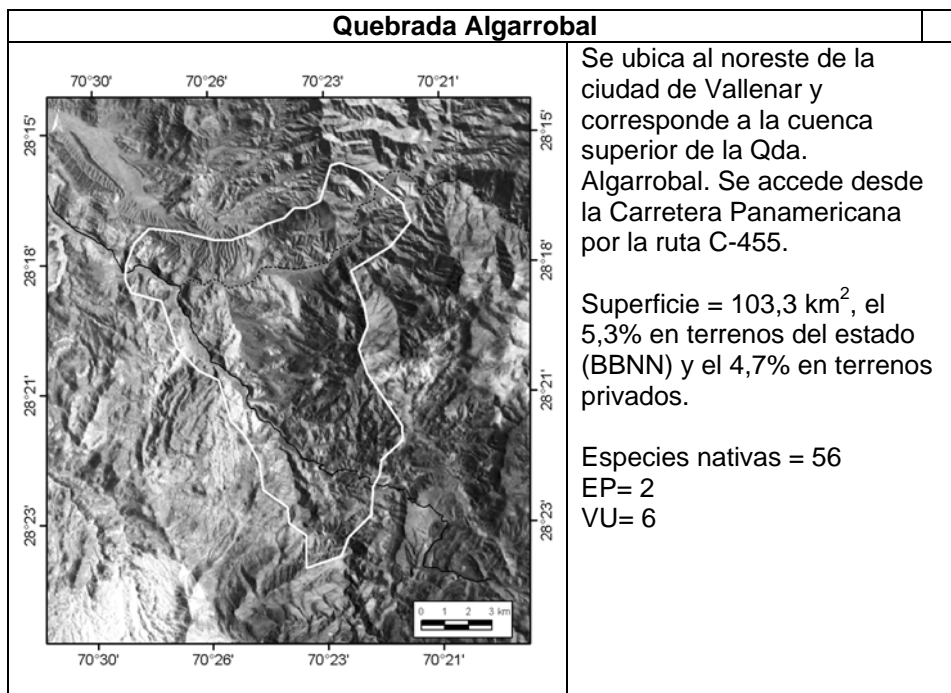 Quebrada Algarrobal
70°30' 70°26' 70°23' 70°21'
28°15' 28°15'
28°18' 28°18'
28°21' 28°21'
28°23' 28°23'
0 1 2 3 km
70°30' 70°26' 70°23' 70°21'
Se ubica al noreste de la
ciudad de Vallenar y
corresponde a la cuenca
superior de la Qda.
Algarrobal. Se accede desde
la Carretera Panamericana
por la ruta C-455.
Superficie = 103,3 km², el
5,3% en terrenos del estado
(BBNN) y el 4,7% en terrenos
privados.
Especies nativas = 56
EP= 2
VU= 6